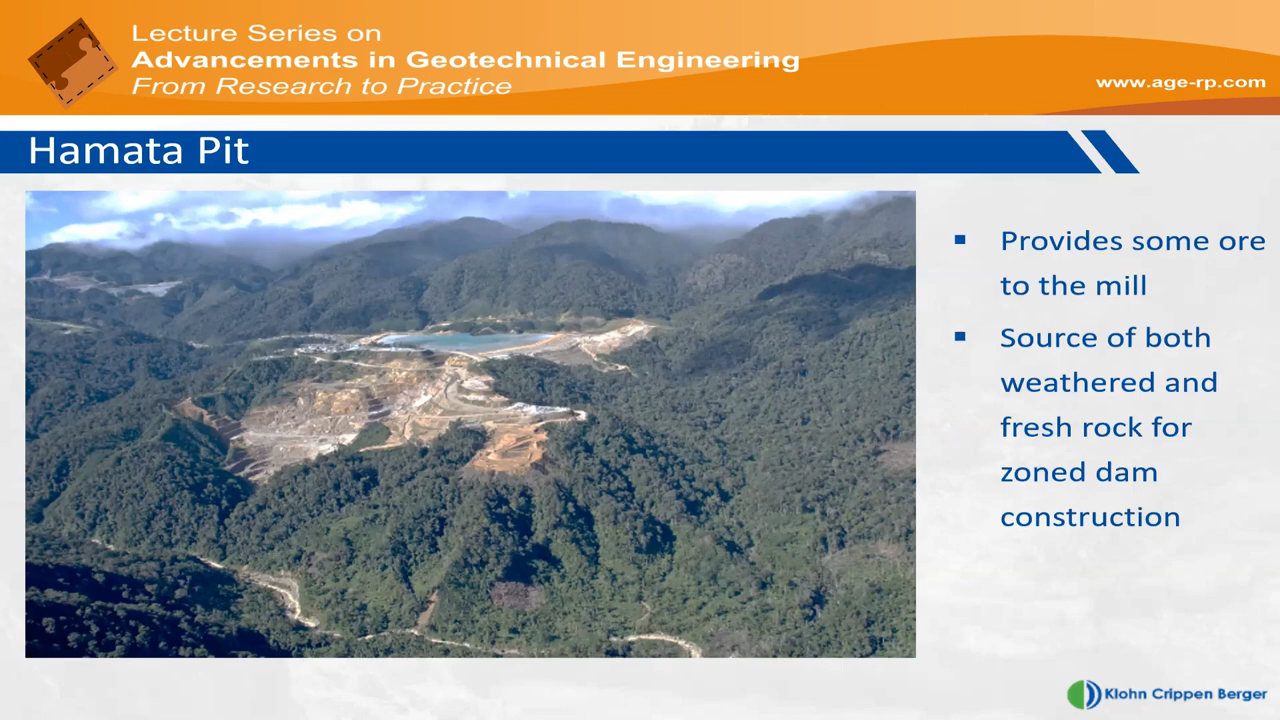 Lecture Series on
Advancements in Geotechnical Engineering
From Research to Practice
www.age-rp.com
Hamata Pit
▪ Provides some ore
to the mill
▪ Source of both
weathered and
fresh rock for
zoned dam
construction
Klohn Crippen Berger